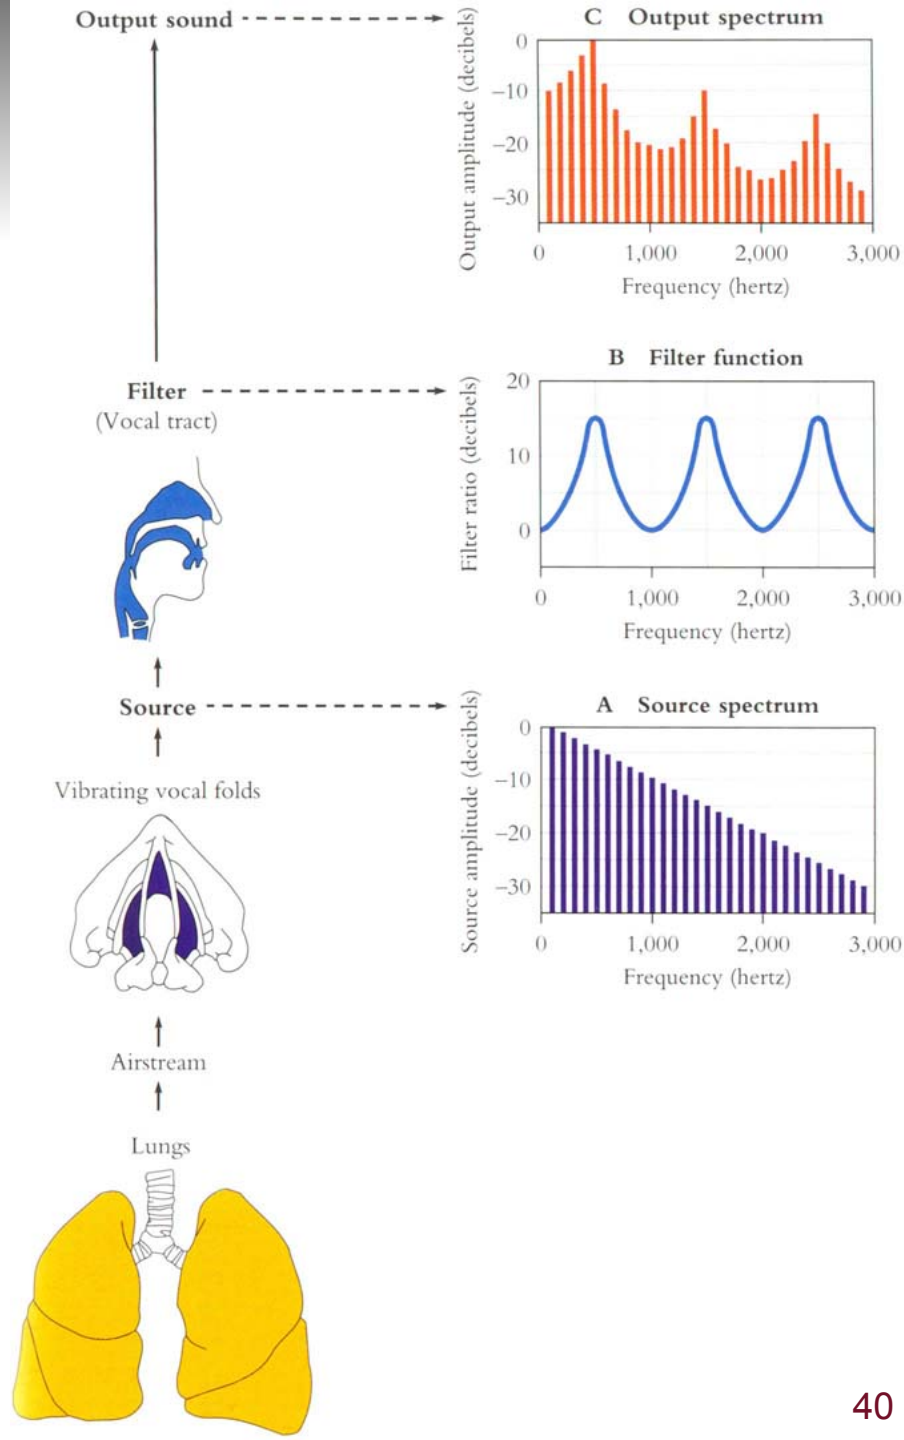 Output sound
C Output spectrum
Output amplitude (decibels)
0
−10
−20
−30
0 1,000 2,000 3,000
Frequency (hertz)
Filter
(Vocal tract)
B Filter function
Filter ratio (decibels)
20
10
0
0 1,000 2,000 3,000
Frequency (hertz)
Source
A Source spectrum
Source amplitude (decibels)
0
−10
−20
−30
0 1,000 2,000 3,000
Frequency (hertz)
Vibrating vocal folds
Airstream
Lungs
40